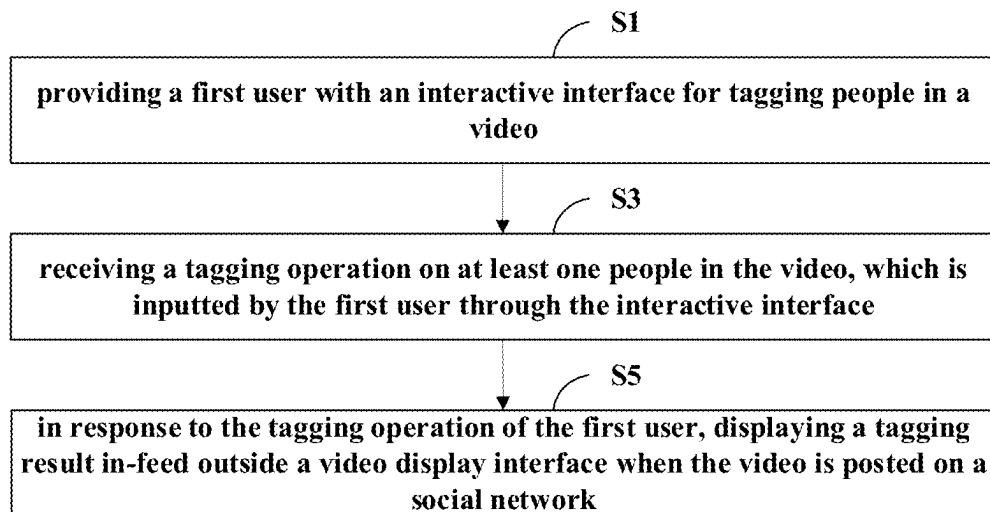 S1
providing a first user with an interactive interface for tagging people in a
video
S3
receiving a tagging operation on at least one people in the video, which is
inputted by the first user through the interactive interface
S5
in response to the tagging operation of the first user, displaying a tagging
result in-feed outside a video display interface when the video is posted on a
social network